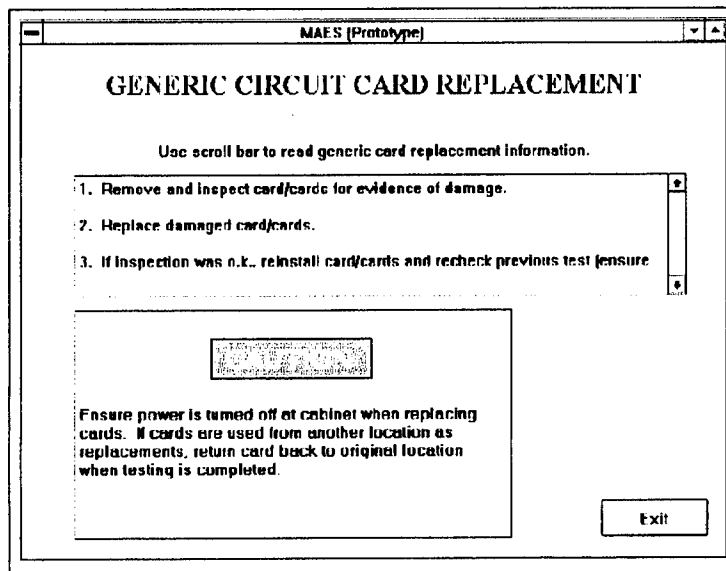 MAES (Prototype)
GENERIC CIRCUIT CARD REPLACEMENT
Use scroll bar to read generic card replacement information.
1. Remove and inspect card/cards for evidence of damage.
2. Replace damaged card/cards.
3. If inspection was o.k., reinstall card/cards and recheck previous test (ensure
Ensure power is turned off at cabinet when replacing
cards. If cards are used from another location as
replacements, return card back to original location
when testing is completed.
Exit